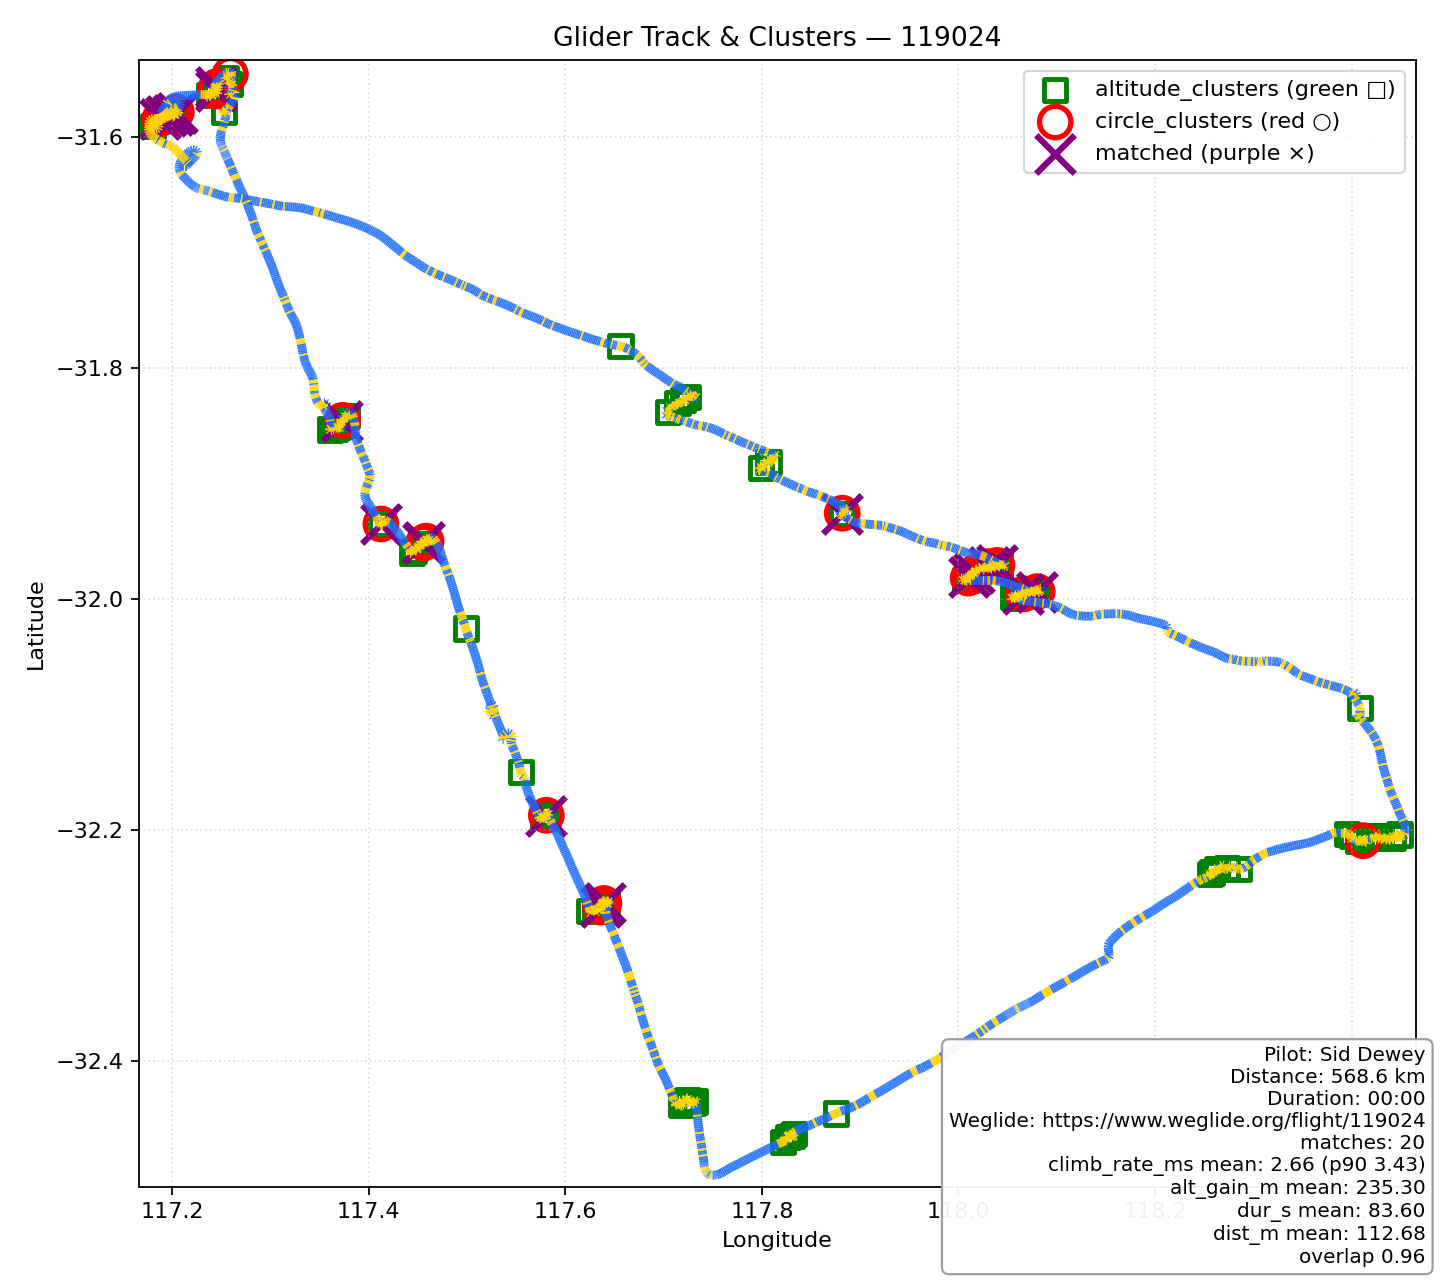 Glider Track & Clusters — 119024
altitude_clusters (green □)
circle_clusters (red ○)
matched (purple ×)
−31.6
−31.8
−32.0
−32.2
−32.4
Latitude
117.2
117.4
117.6
117.8
118.0
118.2
Longitude
Pilot: Sid Dewey
Distance: 568.6 km
Duration: 00:00
Weglide: https://www.weglide.org/flight/119024
matches: 20
climb_rate_ms mean: 2.66 (p90 3.43)
alt_gain_m mean: 235.30
dur_s mean: 83.60
dist_m mean: 112.68
overlap 0.96